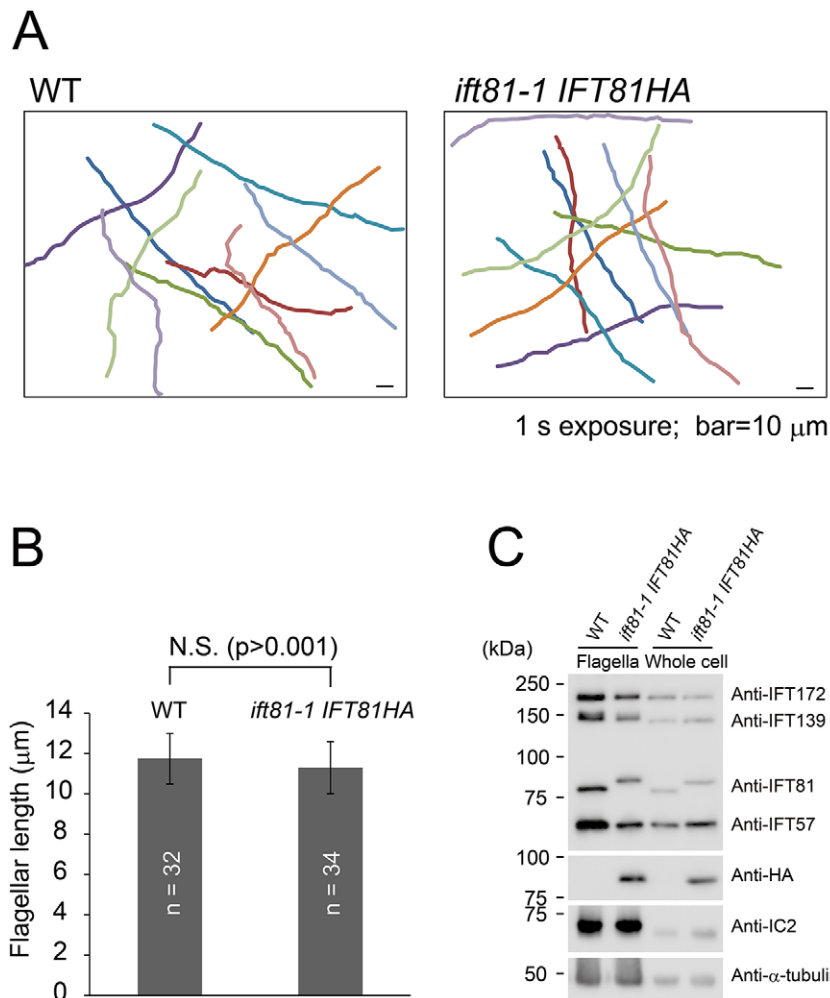 A
WT
ift81-1 IFT81HA
1 s exposure; bar=10 μm
B
N.S. (p>0.001)
WT
ift81-1 IFT81HA
Flagellar length (μm)
14
12
10
8
6
4
2
0
n = 32
n = 34
C
WT
ift81-1 IFT81HA
WT
ift81-1 IFT81HA
(kDa)
Flagella Whole cell
250
150
100
75
100
75
75
50
Anti-IFT172
Anti-IFT139
Anti-IFT81
Anti-IFT57
Anti-HA
Anti-IC2
Anti-α-tubuli